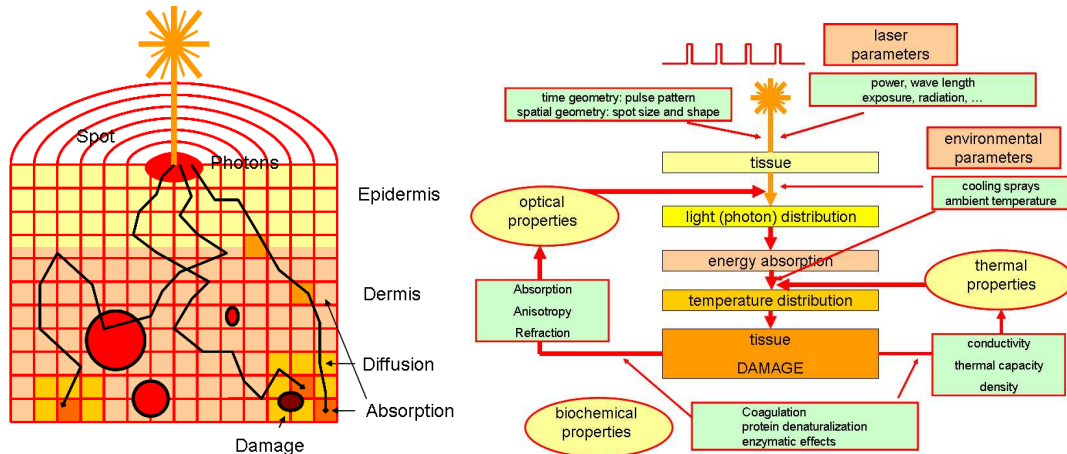 Spot
Photons
Epidermis
Dermis
Diffusion
Absorption
Damage
laser
parameters
time geometry: pulse pattern
spatial geometry: spot size and shape
power, wave length
exposure, radiation, ...
tissue
environmental
parameters
cooling sprays
ambient temperature
optical
properties
light (photon) distribution
energy absorption
thermal
properties
Absorption
Anisotropy
Refraction
temperature distribution
tissue
DAMAGE
conductivity
thermal capacity
density
biochemical
properties
Coagulation
protein denaturalization
enzymatic effects